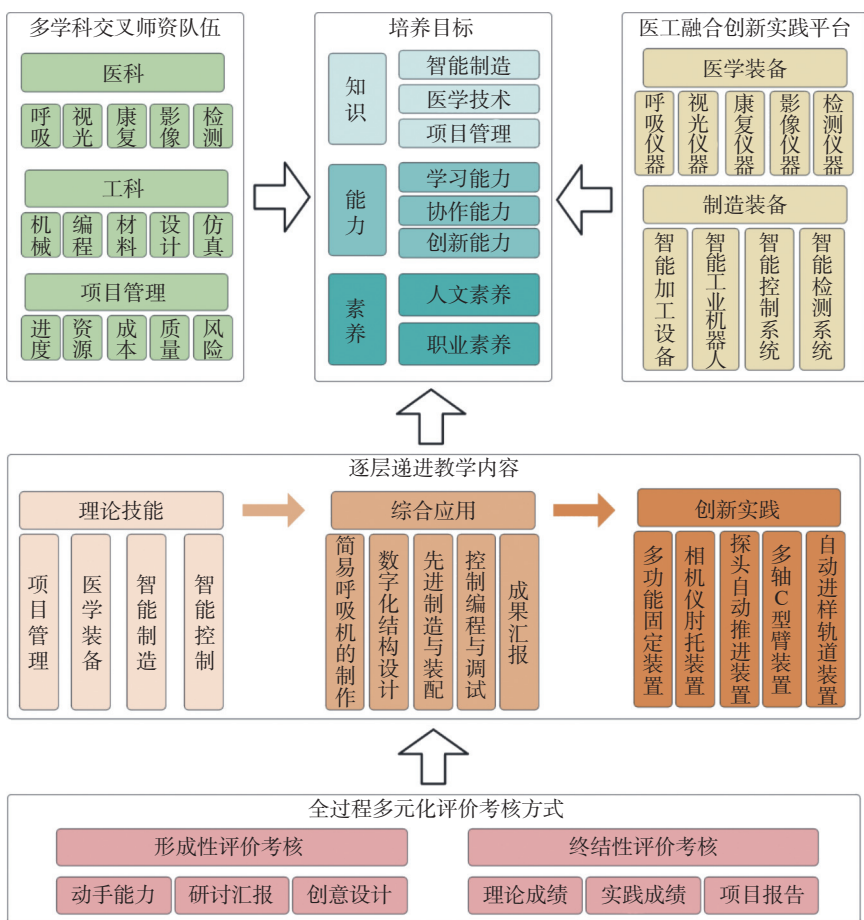 多学科交叉师资队伍
医科
呼吸
视光
康复
影像
检测
工科
机械
编程
材料
设计
仿真
项目管理
进度
资源
成本
质量
风险
培养目标
知识
智能制造
医学技术
项目管理
能力
学习能力
协作能力
创新能力
素养
人文素养
职业素养
医工融合创新实践平台
医学装备
呼吸仪器
视光仪器
康复仪器
影像仪器
检测仪器
制造装备
智能加工设备
智能工业机器人
智能控制系统
智能检测系统
逐层递进教学内容
理论技能
项目管理
医学装备
智能制造
智能控制
综合应用
简易呼吸机的制作
数字化结构设计
先进制造与装配
控制编程与调试
成果汇报
创新实践
多功能固定装置
相机仪肘托装置
探头自动推进装置
多轴C型臂装置
自动进样轨道装置
全过程多元化评价考核方式
形成性评价考核
动手能力
研讨汇报
创意设计
终结性评价考核
理论成绩
实践成绩
项目报告